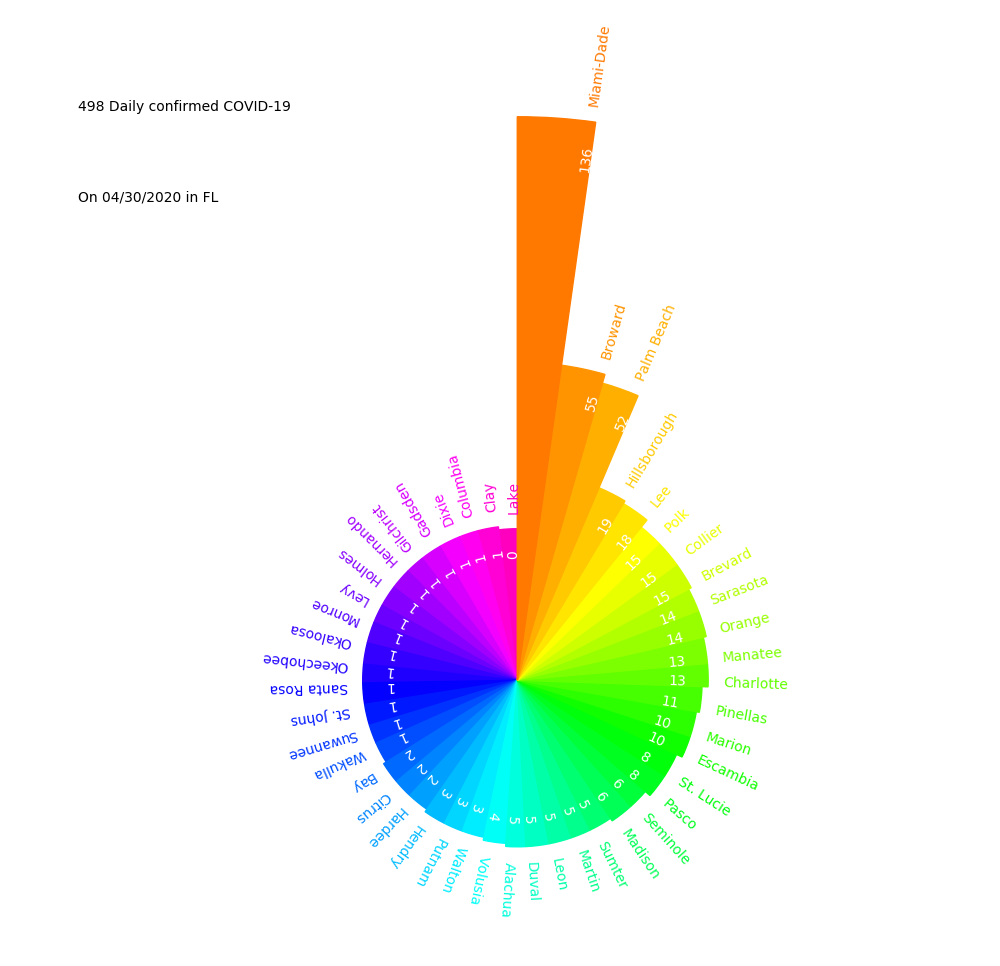 498 Daily confirmed COVID-19
On 04/30/2020 in FL
Miami-Dade
136
Broward
55
Palm Beach
52
Hillsborough
19
Lee
18
Polk
15
Collier
15
Brevard
15
Sarasota
14
Orange
14
Manatee
13
Charlotte
13
Pinellas
11
Marion
10
Escambia
10
St. Lucie
8
Pasco
8
Seminole
6
Madison
6
Sumter
5
Martin
5
Leon
5
Duval
5
Alachua
5
Volusia
4
Walton
3
Putnam
3
Hendry
3
Hardee
2
Citrus
2
Bay
2
Wakulla
1
Suwannee
1
St. Johns
1
Santa Rosa
1
Okeechobee
1
Okaloosa
1
Monroe
1
Levy
1
Holmes
1
Hernando
1
Gilchrist
1
Gadsden
1
Dixie
1
Columbia
1
Clay
1
Lake
0